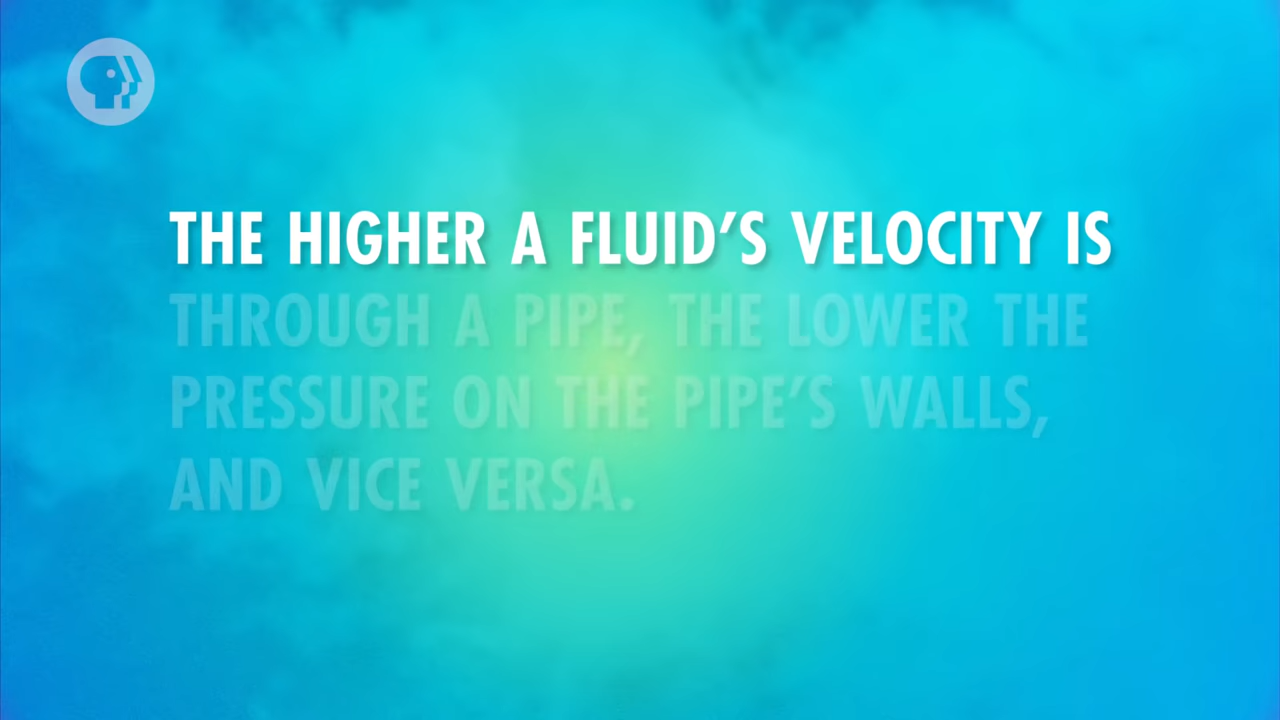 THE HIGHER A FLUID’S VELOCITY IS
THROUGH A PIPE, THE LOWER THE
PRESSURE ON THE PIPE’S WALLS,
AND VICE VERSA.